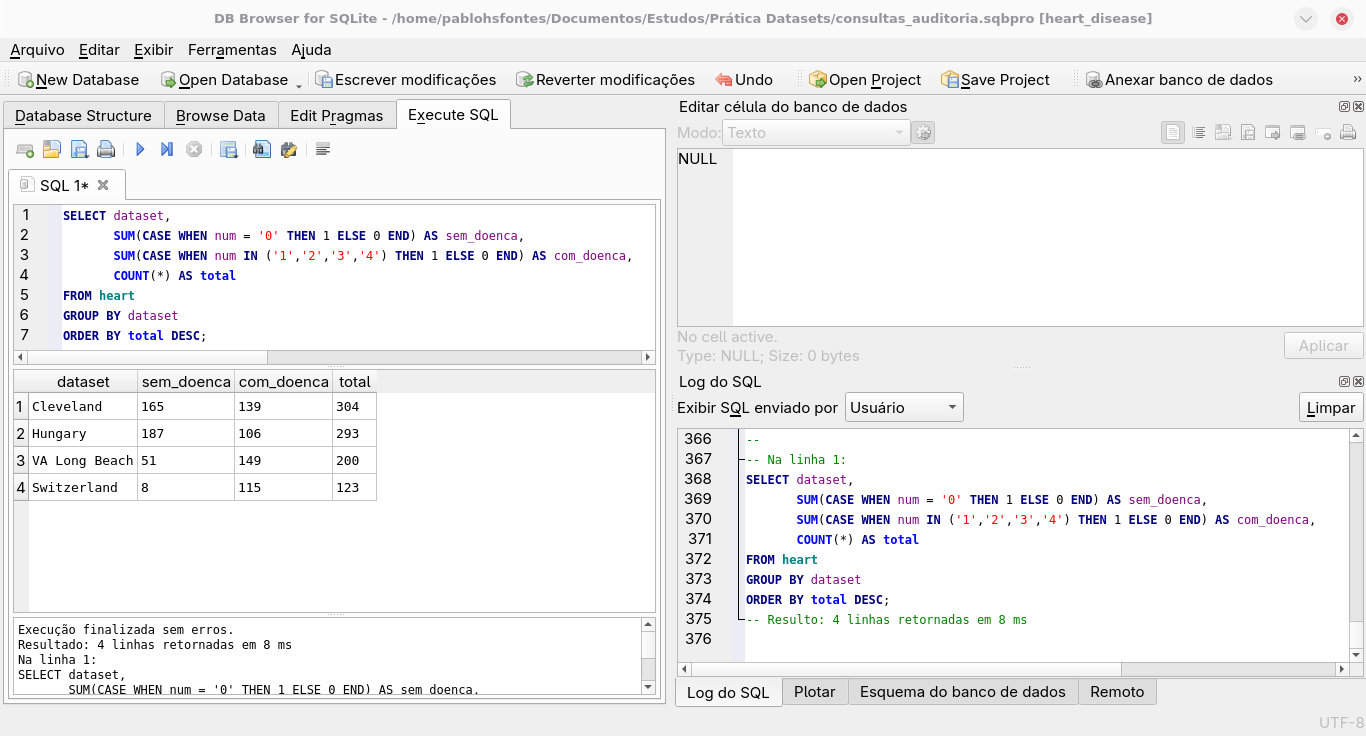 DB Browser for SQLite - /home/pablohsfontes/Documentos/Estudos/Prática Datasets/consultas_auditoria.sqbpro [heart_disease]
Arquivo Editar Exibir Ferramentas Ajuda
New Database Open Database Escrever modificações Reverter modificações Undo Open Project Save Project Anexar banco de dados »
Database Structure Browse Data Edit Pragmas Execute SQL
SQL 1*
1 SELECT dataset,
2 SUM(CASE WHEN num = '0' THEN 1 ELSE 0 END) AS sem_doenca,
3 SUM(CASE WHEN num IN ('1','2','3','4') THEN 1 ELSE 0 END) AS com_doenca,
4 COUNT(*) AS total
5 FROM heart
6 GROUP BY dataset
7 ORDER BY total DESC;
dataset sem_doenca com_doenca total
1 Cleveland 165 139 304
2 Hungary 187 106 293
3 VA Long Beach 51 149 200
4 Switzerland 8 115 123
Execução finalizada sem erros.
Resultado: 4 linhas retornadas em 8 ms
Na linha 1:
SELECT dataset,
SUM(CASE WHEN num = '0' THEN 1 ELSE 0 END) AS sem_doenca,
Editar célula do banco de dados
Modo: Texto
NULL
No cell active.
Type: NULL; Size: 0 bytes
Aplicar
Log do SQL
Exibir SQL enviado por Usuário Limpar
366 --
367 -- Na linha 1:
368 SELECT dataset,
369 SUM(CASE WHEN num = '0' THEN 1 ELSE 0 END) AS sem_doenca,
370 SUM(CASE WHEN num IN ('1','2','3','4') THEN 1 ELSE 0 END) AS com_doenca,
371 COUNT(*) AS total
372 FROM heart
373 GROUP BY dataset
374 ORDER BY total DESC;
375 -- Resulto: 4 linhas retornadas em 8 ms
376
Log do SQL Plotar Esquema do banco de dados Remoto
UTF-8